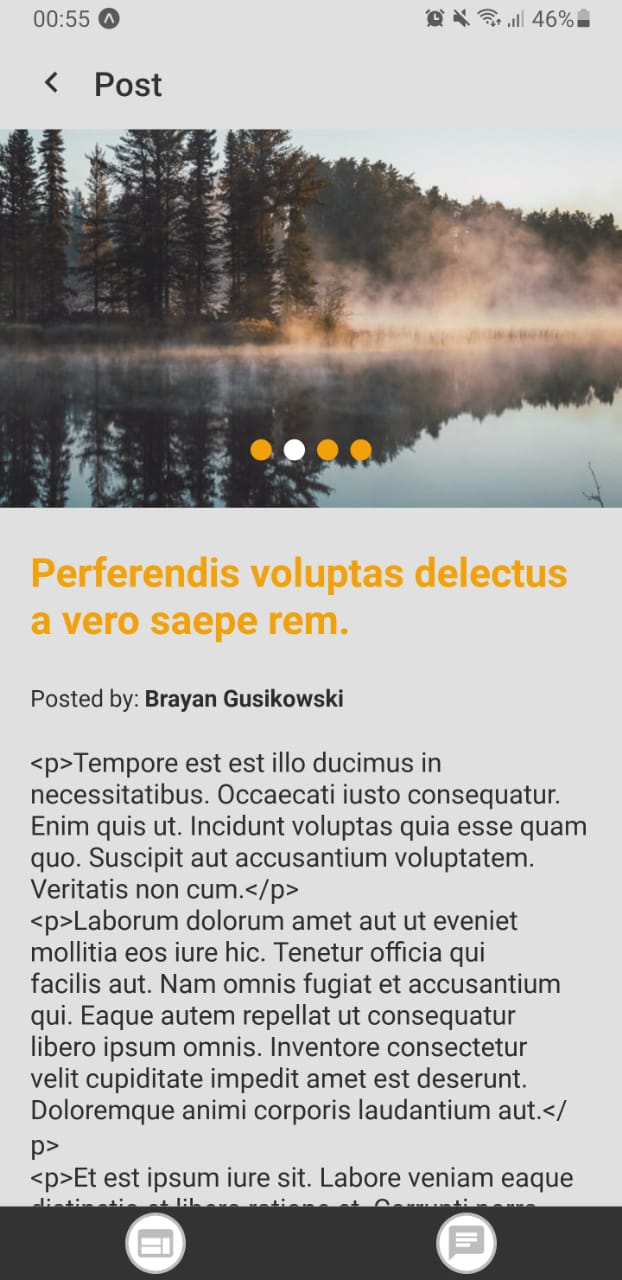 00:55
46%
Post
Perferendis voluptas delectus
a vero saepe rem.
Posted by: Brayan Gusikowski
<p>Tempore est est illo ducimus in
necessitatibus. Occaecati iusto consequatur.
Enim quis ut. Incidunt voluptas quia esse quam
quo. Suscipit aut accusantium voluptatem.
Veritatis non cum.</p>
<p>Laborum dolorum amet aut ut eveniet
mollitia eos iure hic. Tenetur officia qui
facilis aut. Nam omnis fugiat et accusantium
qui. Eaque autem repellat ut consequatur
libero ipsum omnis. Inventore consectetur
velit cupiditate impedit amet est deserunt.
Doloremque animi corporis laudantium aut.</
p>
<p>Et est ipsum iure sit. Labore veniam eaque